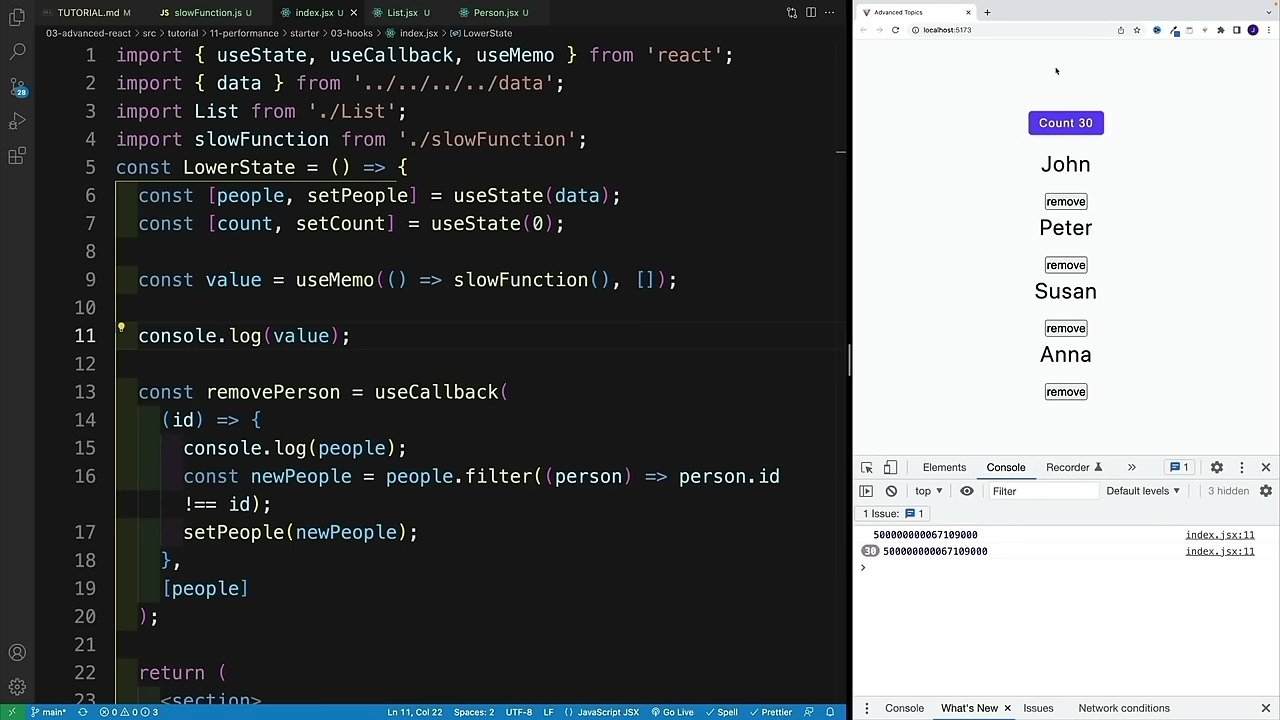 TUTORIAL.md M
slowFunction.js U
index.jsx U
List.jsx U
Person.jsx U
03-advanced-react
11-performance
starter
03-hooks
index.jsx
LowerState
1 import { useState, useCallback, useMemo } from 'react';
2 import { data } from '../../../../data';
3 import List from './List';
4 import slowFunction from './slowFunction';
5 const LowerState = () => {
6 const [people, setPeople] = useState(data);
7 const [count, setCount] = useState(0);
8
9 const value = useMemo(() => slowFunction(), []);
10
11 console.log(value);
12
13 const removePerson = useCallback(
14 (id) => {
15 console.log(people);
16 const newPeople = people.filter((person) => person.id
!== id);
17 setPeople(newPeople);
18 },
19 [people]
20 );
21
22 return (
23 <section>
28
main*
0 0 3
Ln 11, Col 22
Spaces: 2
UTF-8
LF
{} JavaScript JSX
Go Live
Spell
Prettier
Advanced Topics
localhost:5173
J
Count 30
John
remove
Peter
remove
Susan
remove
Anna
remove
Elements
Console
Recorder
1
top
Filter
Default levels
3 hidden
1 Issue: 1
500000000067109000 index.jsx:11
30 500000000067109000 index.jsx:11
Console
What's New
Issues
Network conditions